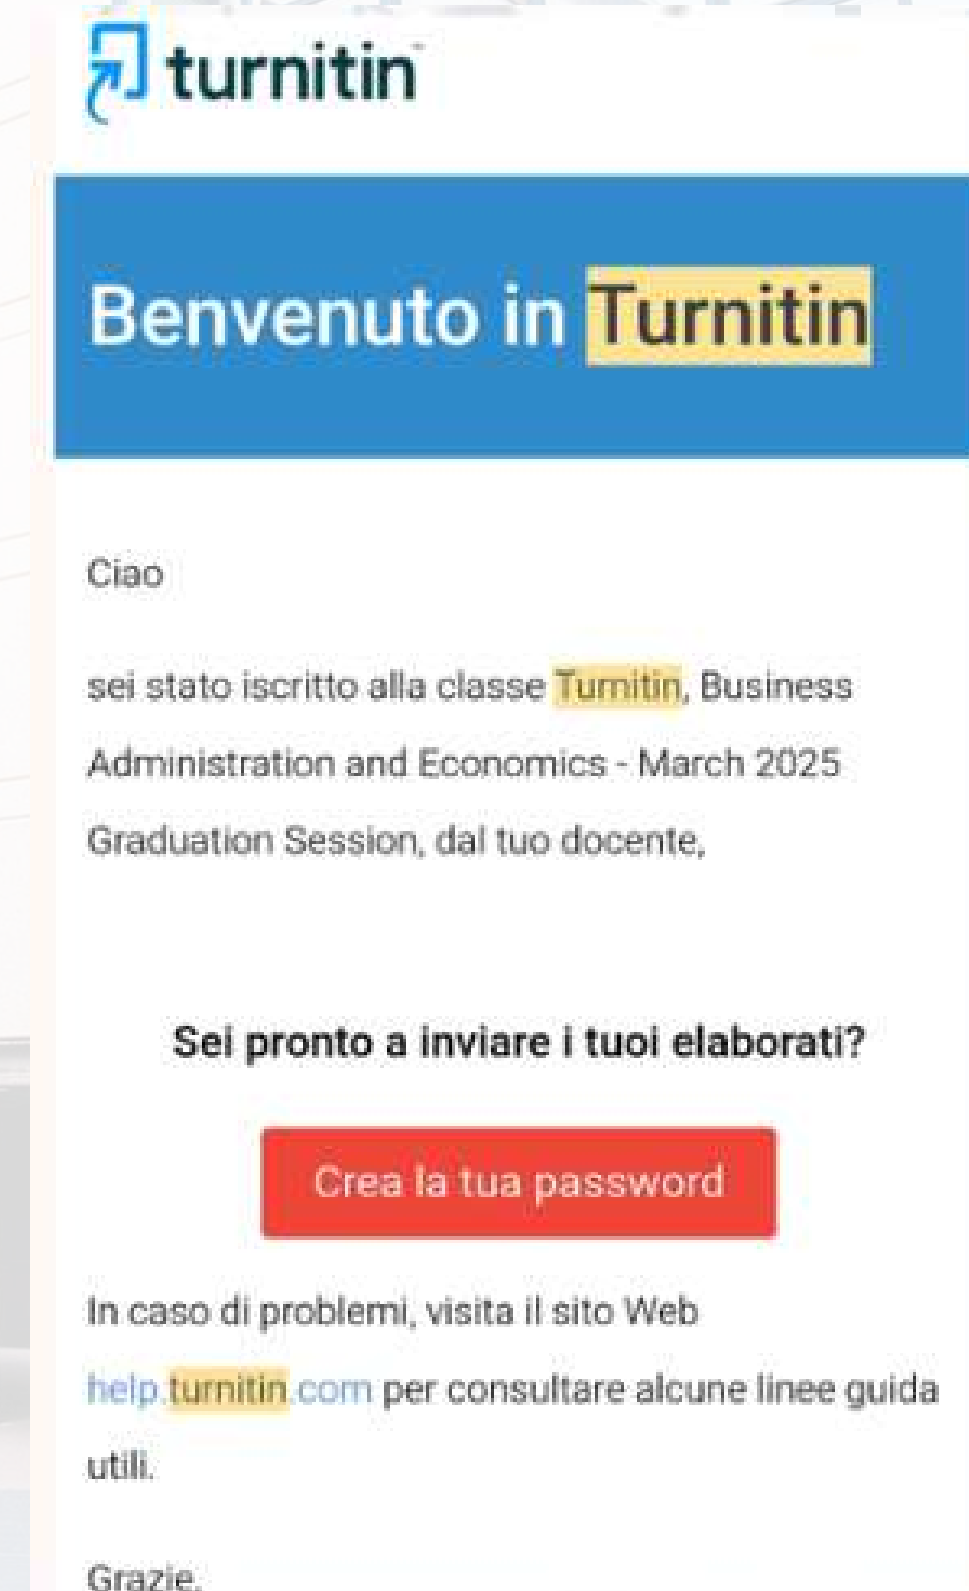 turnitin
Benvenuto in Turnitin
Ciao
sei stato iscritto alla classe Turnitin, Business
Administration and Economics - March 2025
Graduation Session, dal tuo docente,
Sei pronto a inviare i tuoi elaborati?
Crea la tua password
In caso di problemi, visita il sito Web
help.turnitin.com per consultare alcune linee guida
utili.
Grazie,